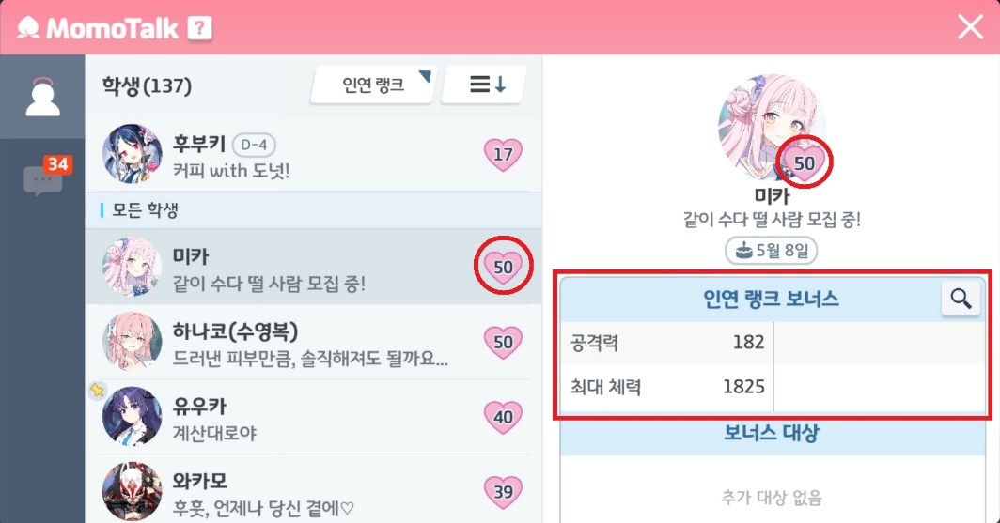 MomoTalk ?
학생(137)
인연 랭크
34
후부키 D-4
커피 with 도넛!
17
모든 학생
미카
같이 수다 떨 사람 모집 중!
50
하나코(수영복)
드러낸 피부만큼, 솔직해져도 될까요...
50
유우카
계산대로야
40
와카모
후훗, 언제나 당신 곁에♡
39
50
미카
같이 수다 떨 사람 모집 중!
5월 8일
인연 랭크 보너스
공격력 182
최대 체력 1825
보너스 대상
추가 대상 없음